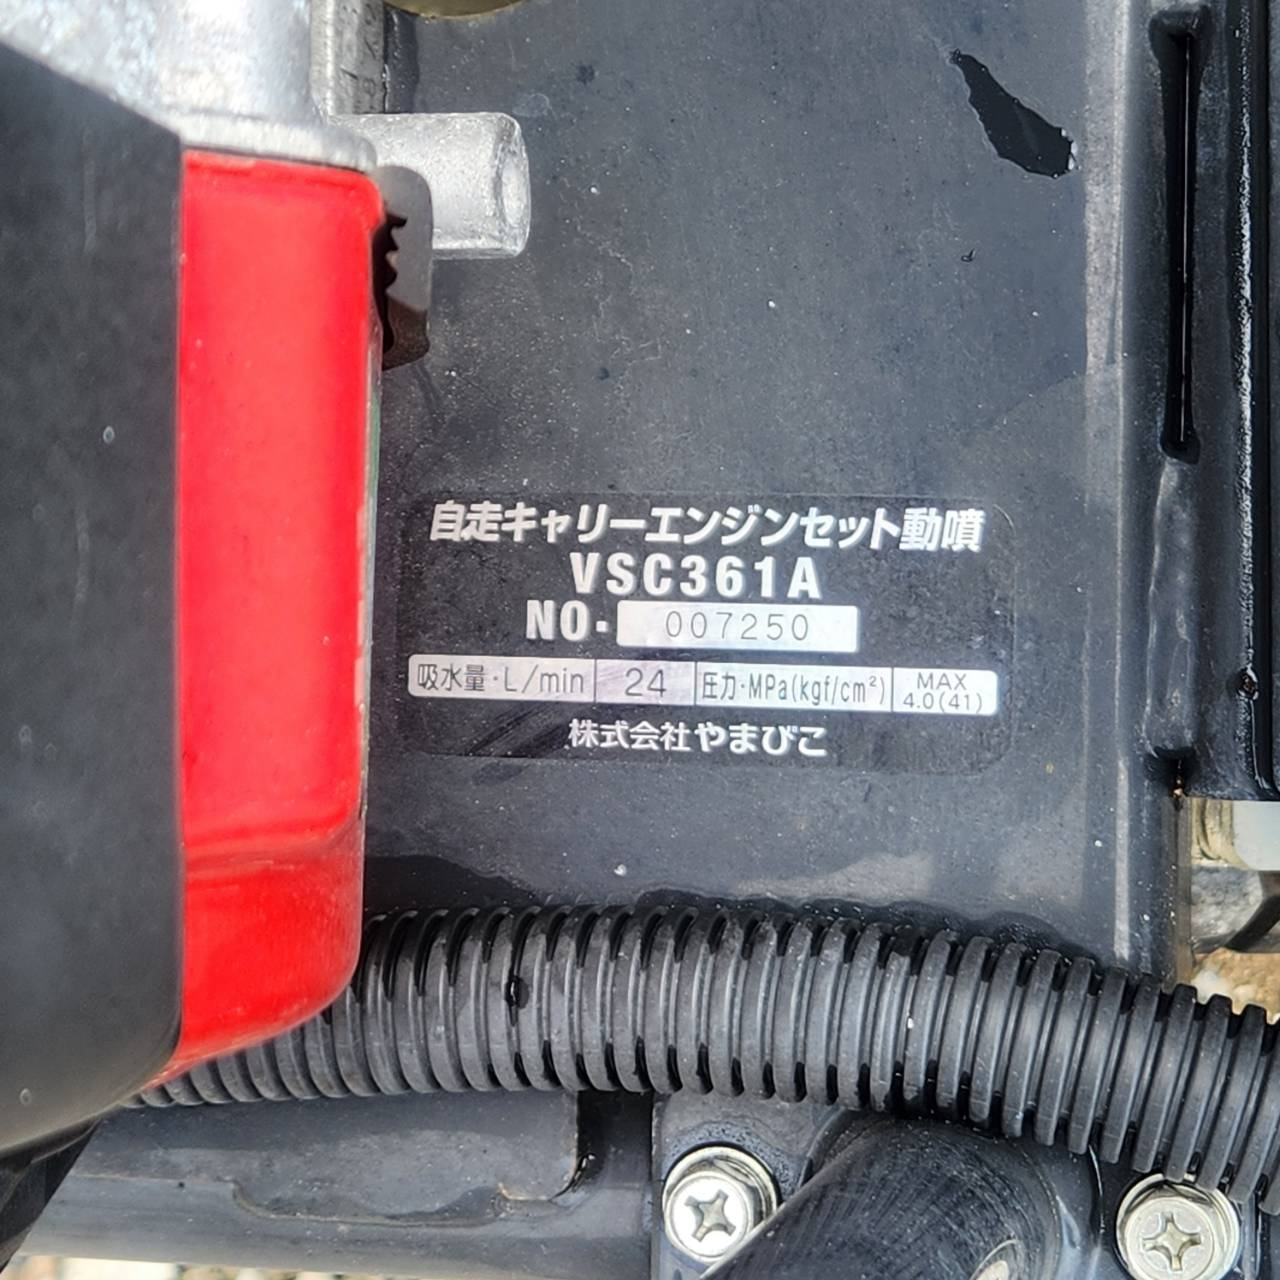 自走キャリーエンジンセット動噴
VSC361A
NO. 007250
吸水量・L/min 24 圧力・MPa(kgf/cm²) MAX 4.0(41)
株式会社やまびこ